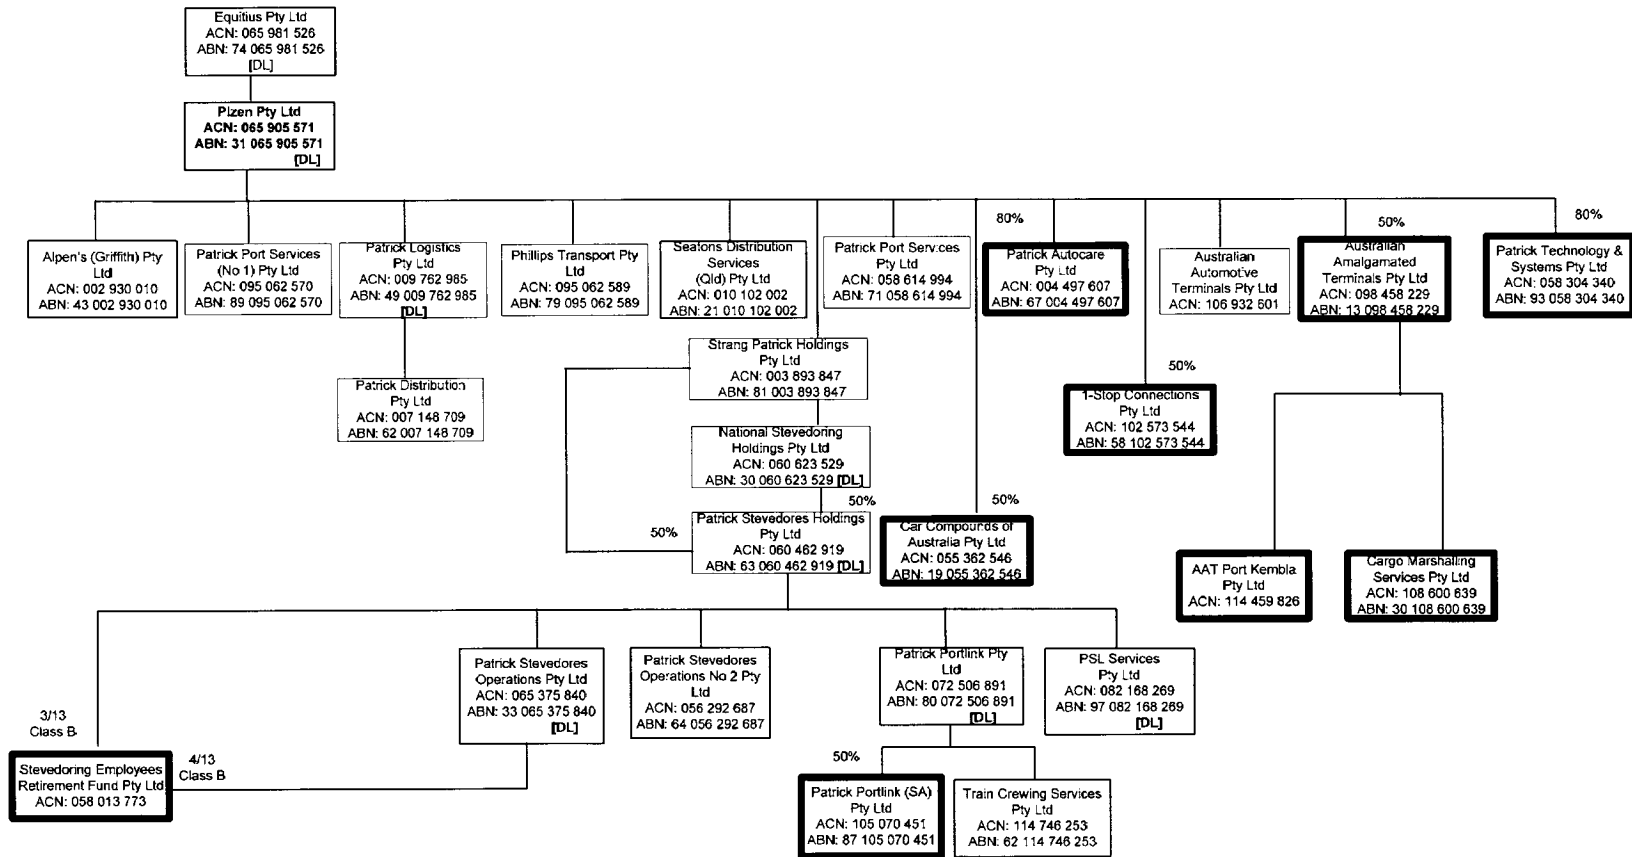 Equitius Pty Ltd
ACN: 065 981 526
ABN: 74 065 981 526
[DL]
Plzen Pty Ltd
ACN: 065 905 571
ABN: 31 065 905 571
[DL]
Alpen's (Griffith) Pty
Ltd
ACN: 002 930 010
ABN: 43 002 930 010
Patrick Port Services
(No 1) Pty Ltd
ACN: 095 062 570
ABN: 89 095 062 570
Patrick Logistics
Pty Ltd
ACN: 009 762 985
ABN: 49 009 762 985
[DL]
Phillips Transport Pty
Ltd
ACN: 095 062 589
ABN: 79 095 062 589
Seatons Distribution
Services
(Qld) Pty Ltd
ACN: 010 102 002
ABN: 21 010 102 002
Patrick Port Services
Pty Ltd
ACN: 058 614 994
ABN: 71 058 614 994
80%
Patrick Autocare
Pty Ltd
ACN: 004 497 607
ABN: 67 004 497 607
Australian
Automotive
Terminals Pty Ltd
ACN: 106 932 601
50%
Australian
Amalgamated
Terminals Pty Ltd
ACN: 098 458 229
ABN: 13 098 458 229
80%
Patrick Technology &
Systems Pty Ltd
ACN: 058 304 340
ABN: 93 058 304 340
Patrick Distribution
Pty Ltd
ACN: 007 148 709
ABN: 62 007 148 709
Strang Patrick Holdings
Pty Ltd
ACN: 003 893 847
ABN: 81 003 893 847
50%
1-Stop Connections
Pty Ltd
ACN: 102 573 544
ABN: 58 102 573 544
National Stevedoring
Holdings Pty Ltd
ACN: 060 623 529
ABN: 30 060 623 529 [DL]
50%
50%
Patrick Stevedores Holdings
Pty Ltd
ACN: 060 462 919
ABN: 63 060 462 919 [DL]
50%
Car Compounds of
Australia Pty Ltd
ACN: 055 362 546
ABN: 19 055 362 546
AAT Port Kembla
Pty Ltd
ACN: 114 459 826
Cargo Marshalling
Services Pty Ltd
ACN: 108 600 639
ABN: 30 108 600 639
Patrick Stevedores
Operations Pty Ltd
ACN: 065 375 840
ABN: 33 065 375 840
[DL]
Patrick Stevedores
Operations No 2 Pty
Ltd
ACN: 056 292 687
ABN: 64 056 292 687
Patrick Portlink Pty
Ltd
ACN: 072 506 891
ABN: 80 072 506 891
[DL]
PSL Services
Pty Ltd
ACN: 082 168 269
ABN: 97 082 168 269
[DL]
3/13
Class B
4/13
Class B
Stevedoring Employees
Retirement Fund Pty Ltd
ACN: 058 013 773
50%
Patrick Portlink (SA)
Pty Ltd
ACN: 105 070 451
ABN: 87 105 070 451
Train Crewing Services
Pty Ltd
ACN: 114 746 253
ABN: 62 114 746 253